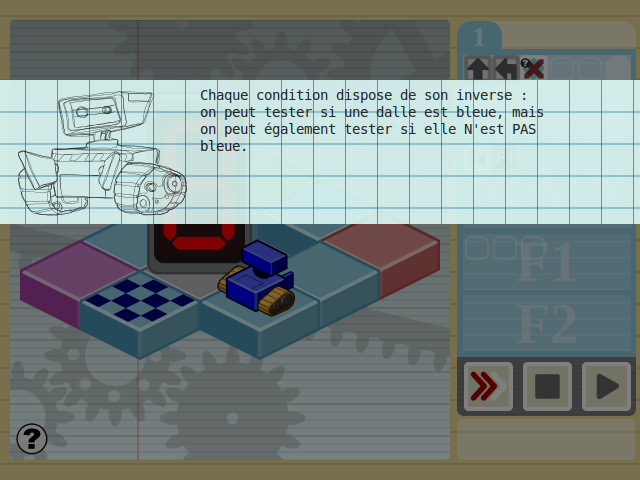 1
Chaque condition dispose de son inverse :
on peut tester si une dalle est bleue, mais
on peut également tester si elle N'est PAS
bleue.
F1
F2
?